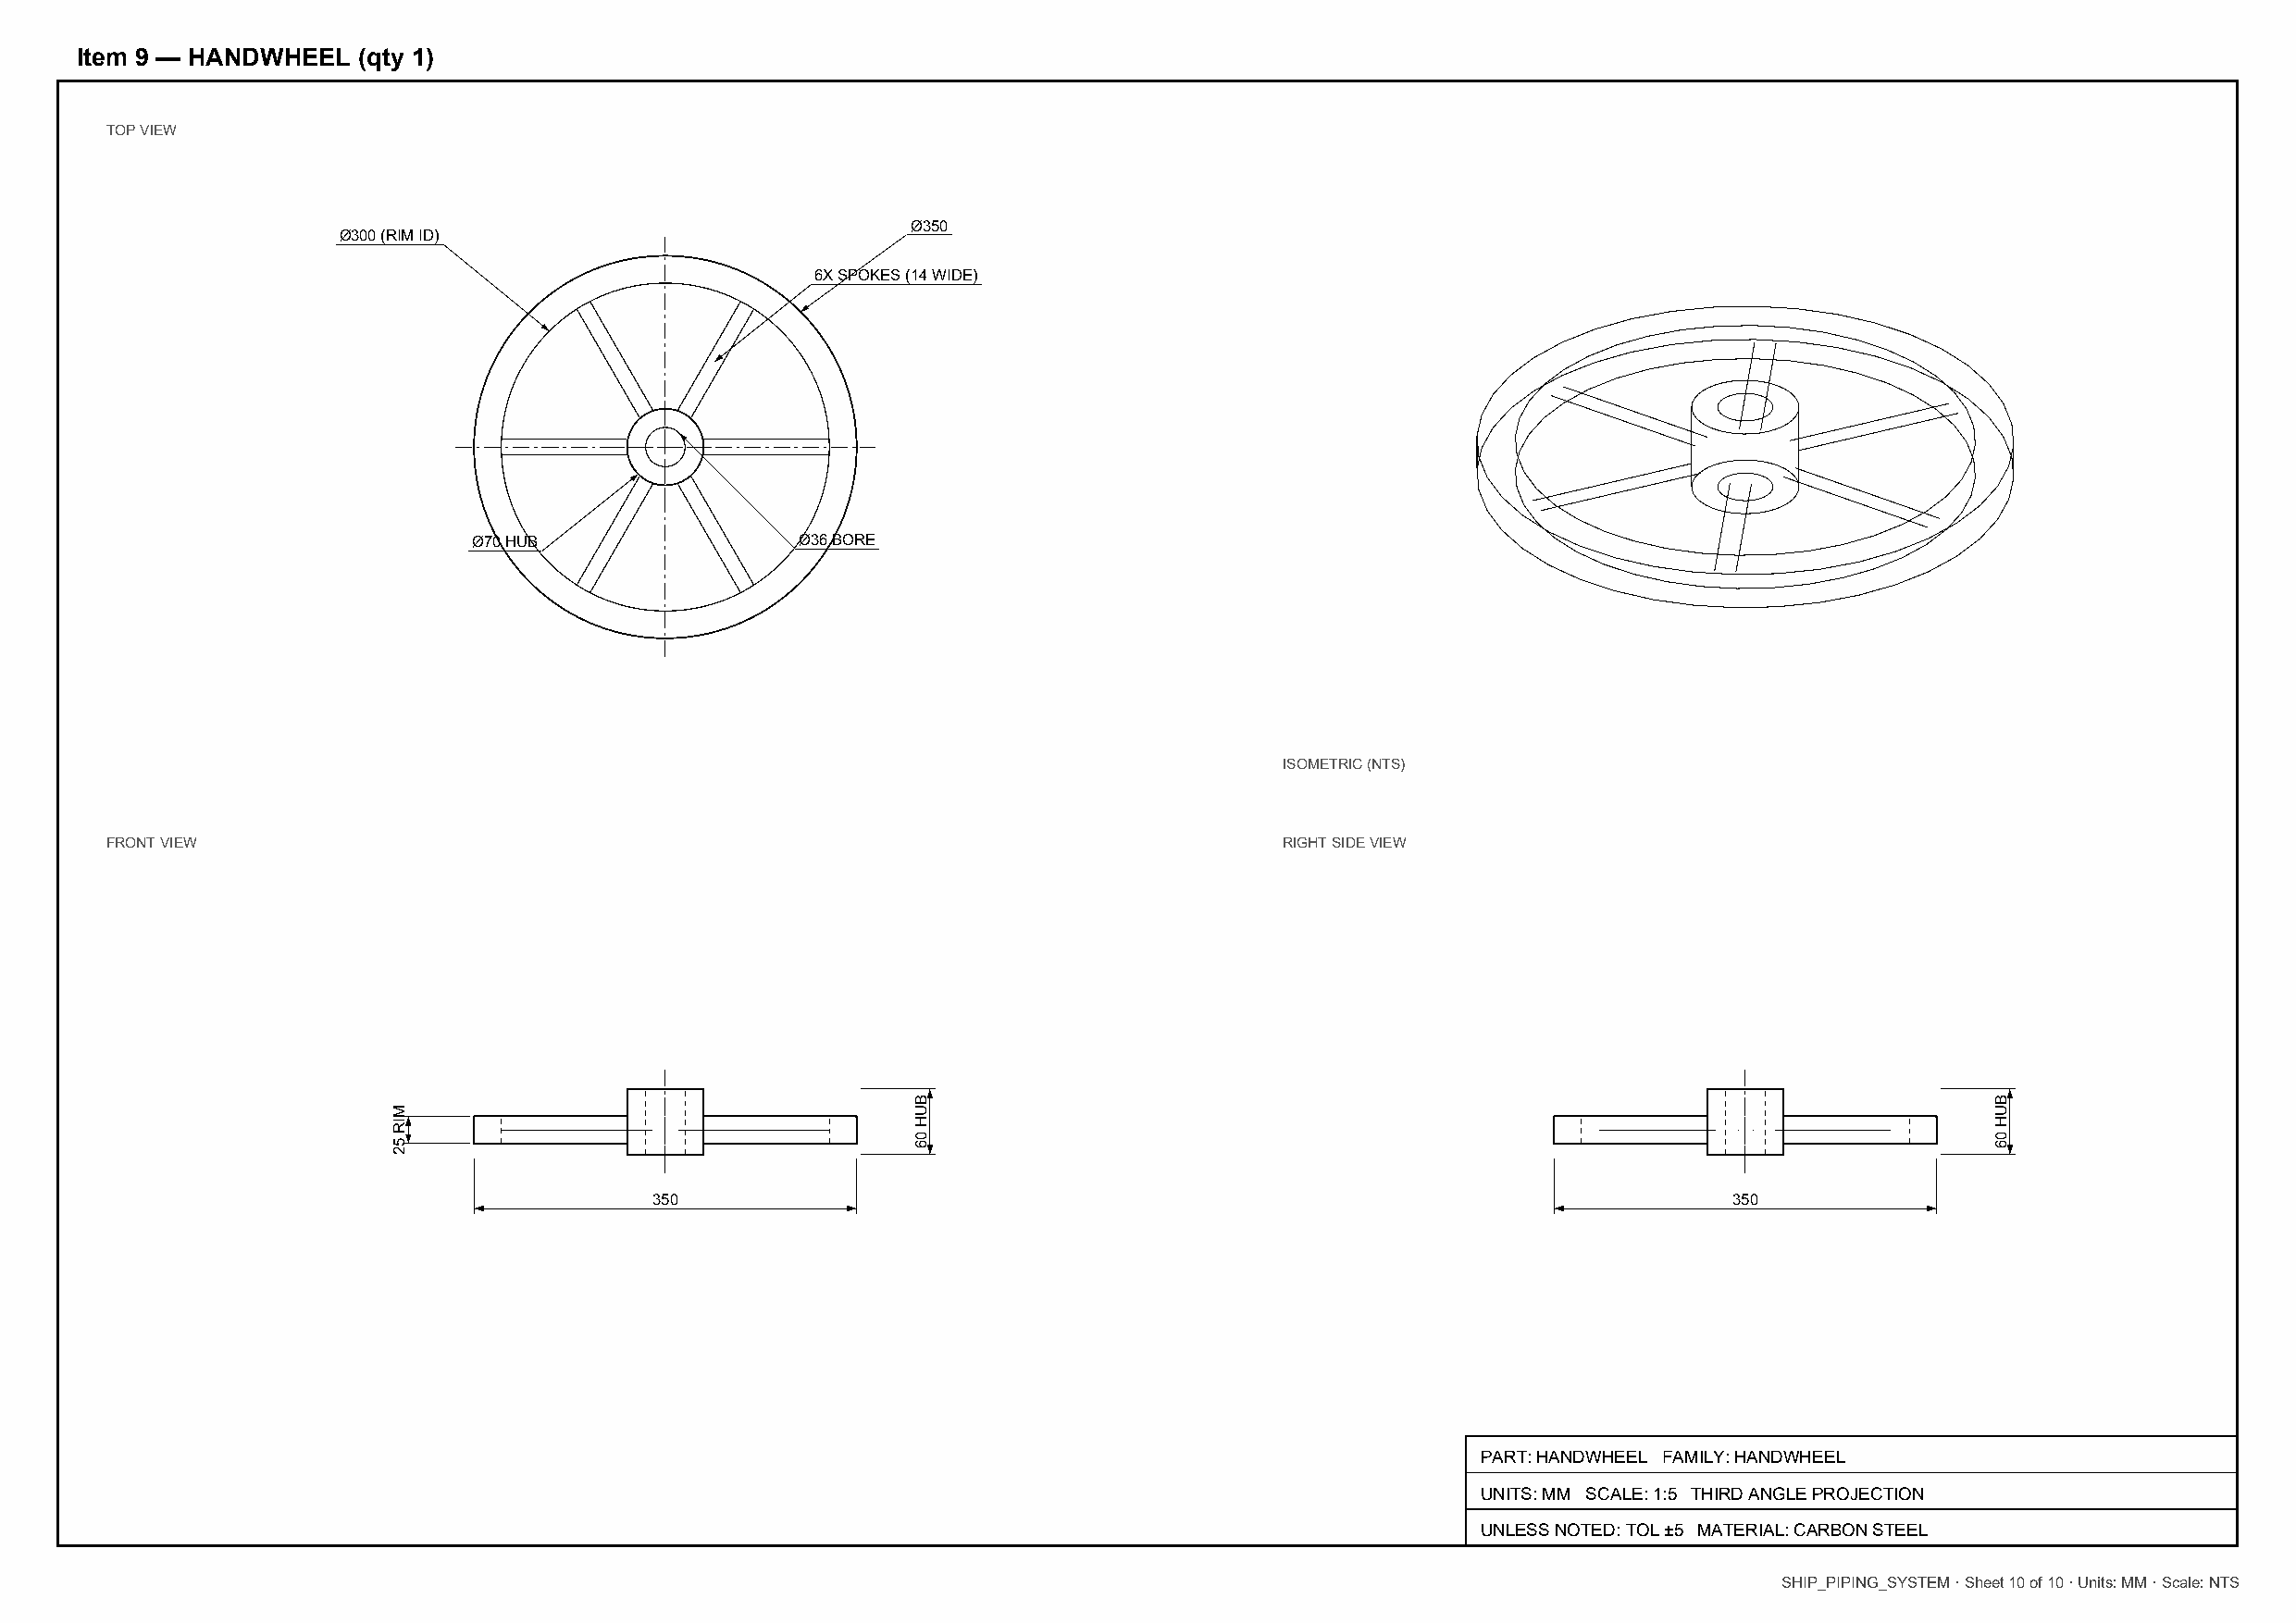 Item 9 — HANDWHEEL (qty 1)
TOP VIEW
Ø300 (RIM ID)
Ø350
6X SPOKES (14 WIDE)
Ø70 HUB
Ø36 BORE
ISOMETRIC (NTS)
FRONT VIEW
RIGHT SIDE VIEW
25 RIM
60 HUB
350
60 HUB
350
PART: HANDWHEEL FAMILY: HANDWHEEL
UNITS: MM SCALE: 1:5 THIRD ANGLE PROJECTION
UNLESS NOTED: TOL ±5 MATERIAL: CARBON STEEL
SHIP_PIPING_SYSTEM · Sheet 10 of 10 · Units: MM · Scale: NTS